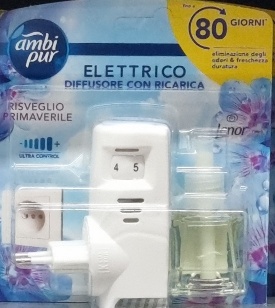 ambi
pur
fino a
80 GIORNI*
eliminazione degli
odori & freschezza
duratura
ELETTRICO
DIFFUSORE CON RICARICA
RISVEGLIO
PRIMAVERILE
ULTRA CONTROL
4 5